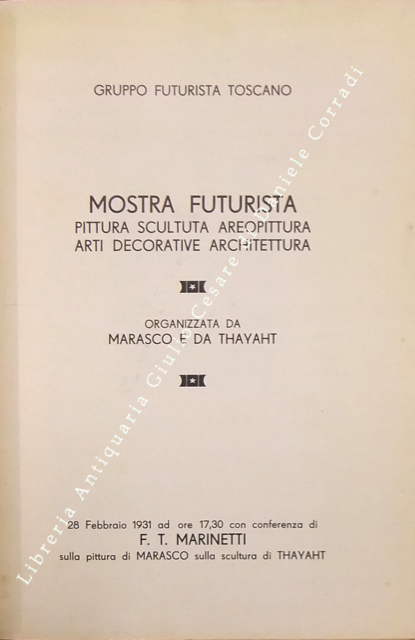 GRUPPO FUTURISTA TOSCANO
MOSTRA FUTURISTA
PITTURA SCULTUTA AREOPITTURA
ARTI DECORATIVE ARCHITETTURA
ORGANIZZATA DA
MARASCO E DA THAYAHT
28 Febbraio 1931 ad ore 17,30 con conferenza di
F. T. MARINETTI
sulla pittura di MARASCO sulla scultura di THAYAHT
Libreria Antiquaria Giulio Cesare di Daniele Corradi